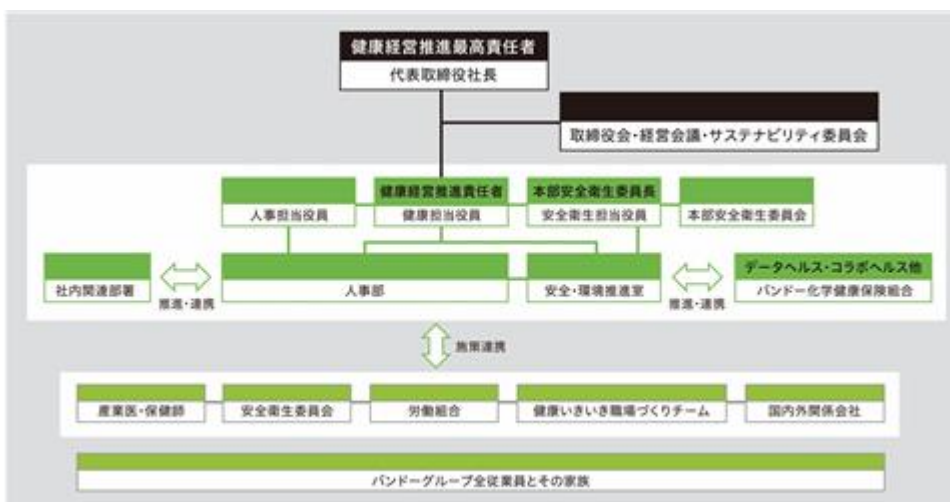 健康経営推進最高責任者
代表取締役社長
取締役会・経営会議・サステナビリティ委員会
健康経営推進責任者
本部安全衛生委員長
人事担当役員
健康担当役員
安全衛生担当役員
本部安全衛生委員会
データヘルス・コラボヘルス他
社内関連部署
推進・連携
人事部
安全・環境推進室
推進・連携
バンドー化学健康保険組合
施策連携
産業医・保健師
安全衛生委員会
労働組合
健康いきいき職場づくりチーム
国内外関係会社
バンドーグループ全従業員とその家族